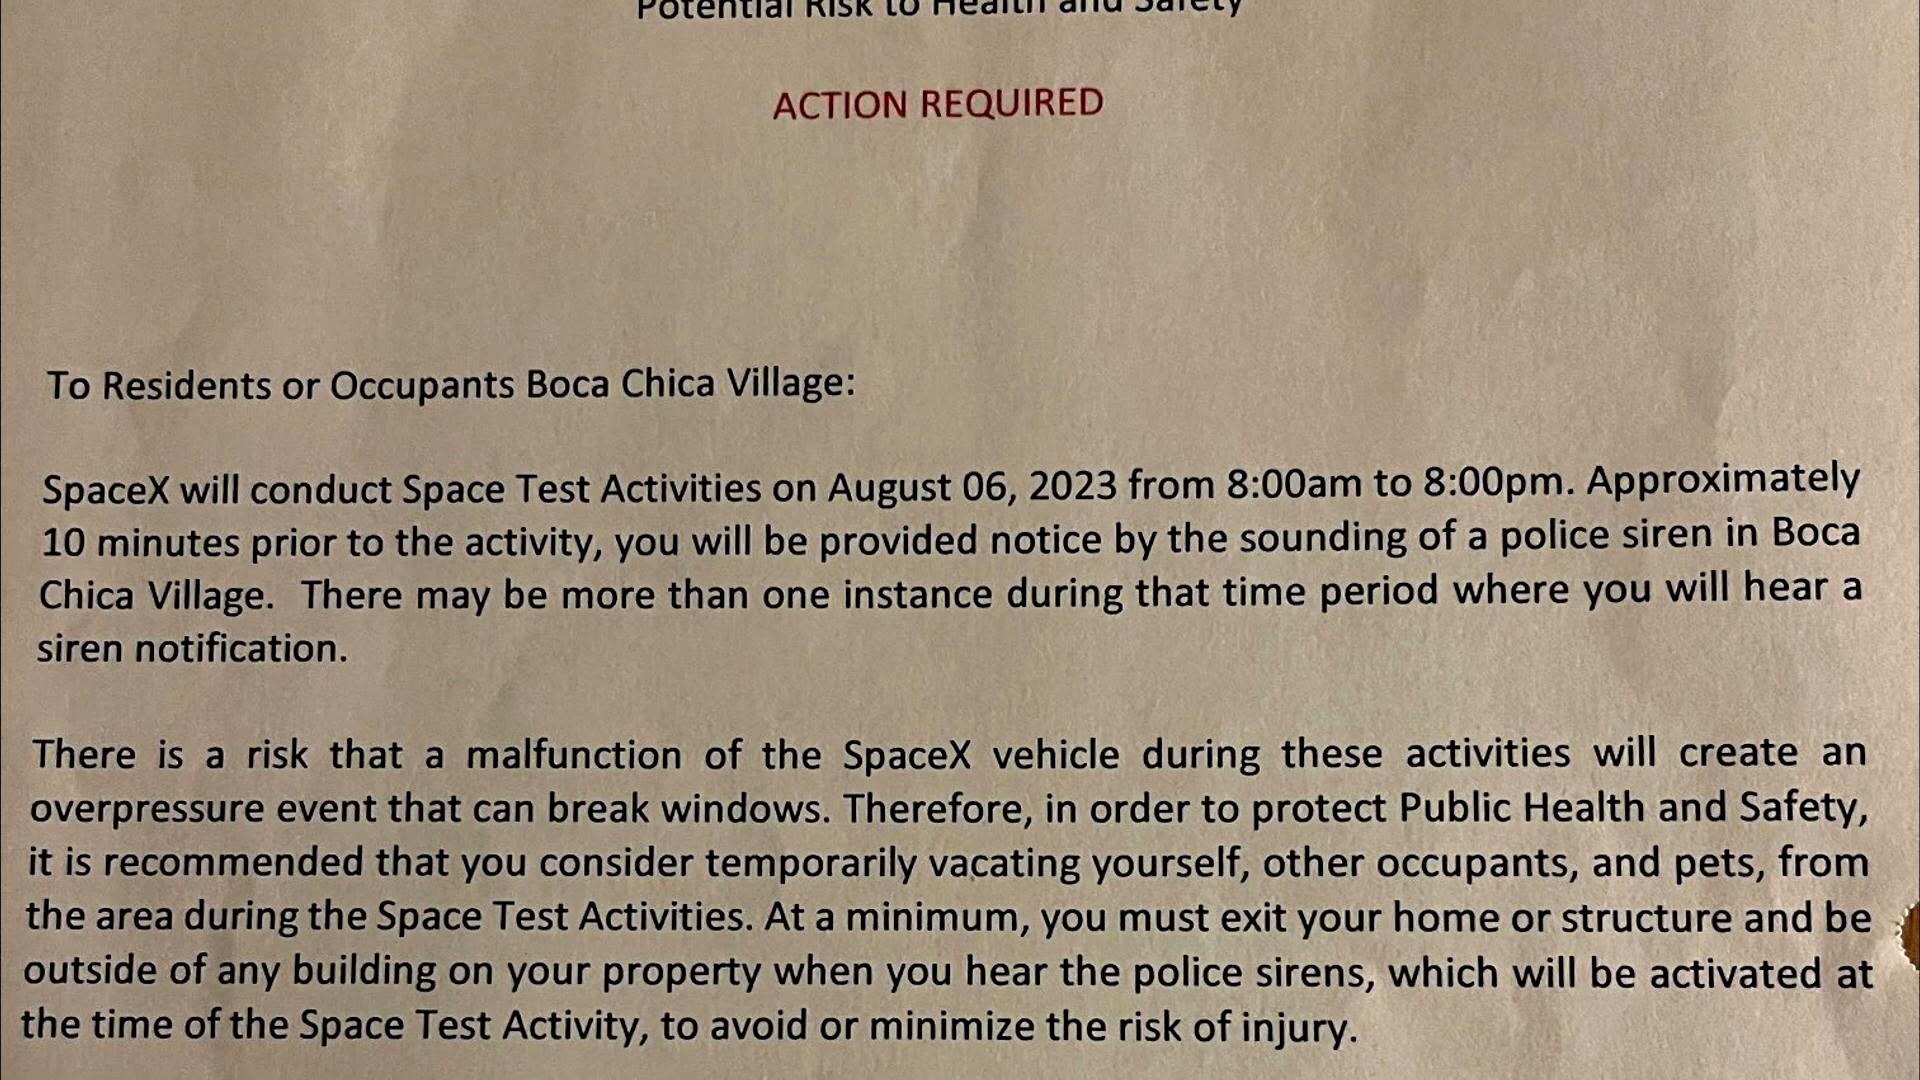 Potential Risk to Health and Safety
ACTION REQUIRED
To Residents or Occupants Boca Chica Village:
SpaceX will conduct Space Test Activities on August 06, 2023 from 8:00am to 8:00pm. Approximately
10 minutes prior to the activity, you will be provided notice by the sounding of a police siren in Boca
Chica Village.  There may be more than one instance during that time period where you will hear a
siren notification.
There is a risk that a malfunction of the SpaceX vehicle during these activities will create an
overpressure event that can break windows. Therefore, in order to protect Public Health and Safety,
it is recommended that you consider temporarily vacating yourself, other occupants, and pets, from
the area during the Space Test Activities. At a minimum, you must exit your home or structure and be
outside of any building on your property when you hear the police sirens, which will be activated at
the time of the Space Test Activity, to avoid or minimize the risk of injury.